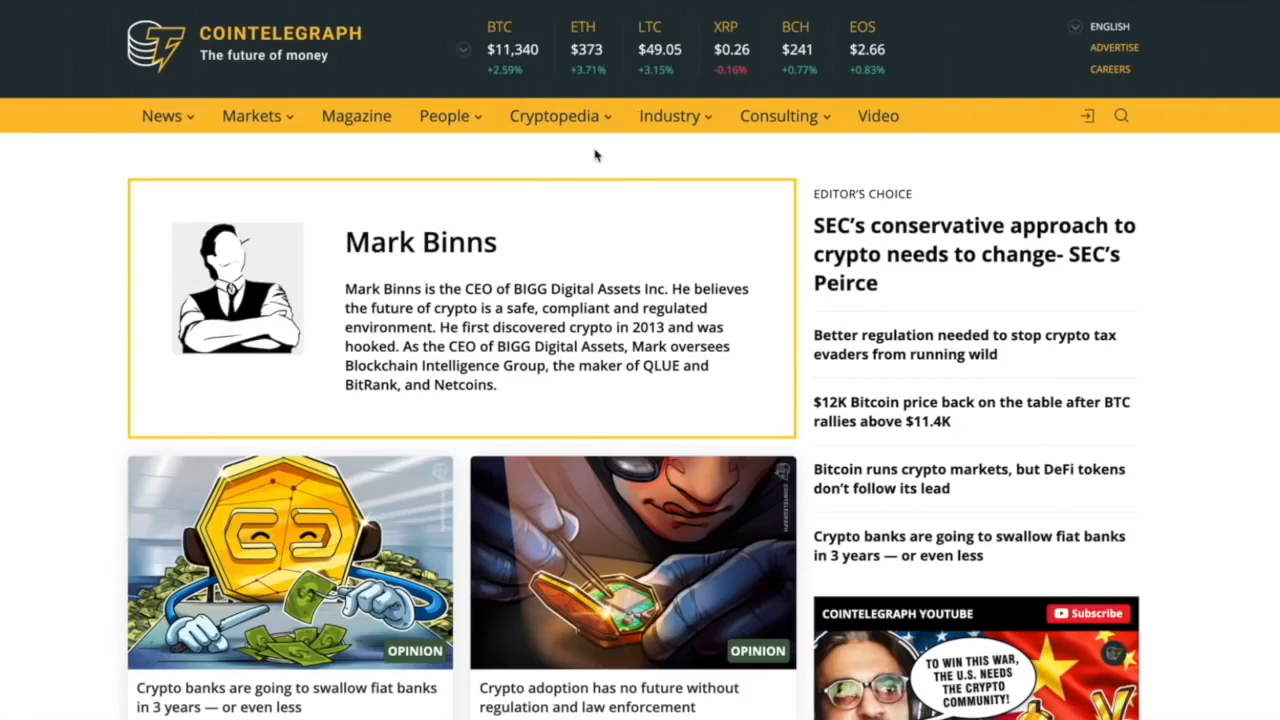 COINTELEGRAPH
The future of money
BTC
$11,340
+2.59%
ETH
$373
+3.71%
LTC
$49.05
+3.15%
XRP
$0.26
-0.16%
BCH
$241
+0.77%
EOS
$2.66
+0.83%
ENGLISH
ADVERTISE
CAREERS
News
Markets
Magazine
People
Cryptopedia
Industry
Consulting
Video
Mark Binns
Mark Binns is the CEO of BIGG Digital Assets Inc. He believes
the future of crypto is a safe, compliant and regulated
environment. He first discovered crypto in 2013 and was
hooked. As the CEO of BIGG Digital Assets, Mark oversees
Blockchain Intelligence Group, the maker of QLUE and
BitRank, and Netcoins.
OPINION
Crypto banks are going to swallow fiat banks
in 3 years — or even less
COINTELEGRAPH
OPINION
Crypto adoption has no future without
regulation and law enforcement
EDITOR'S CHOICE
SEC's conservative approach to
crypto needs to change- SEC's
Peirce
Better regulation needed to stop crypto tax
evaders from running wild
$12K Bitcoin price back on the table after BTC
rallies above $11.4K
Bitcoin runs crypto markets, but DeFi tokens
don't follow its lead
Crypto banks are going to swallow fiat banks
in 3 years — or even less
COINTELEGRAPH YOUTUBE
Subscribe
TO WIN THIS WAR,
THE U.S. NEEDS
THE CRYPTO
COMMUNITY!